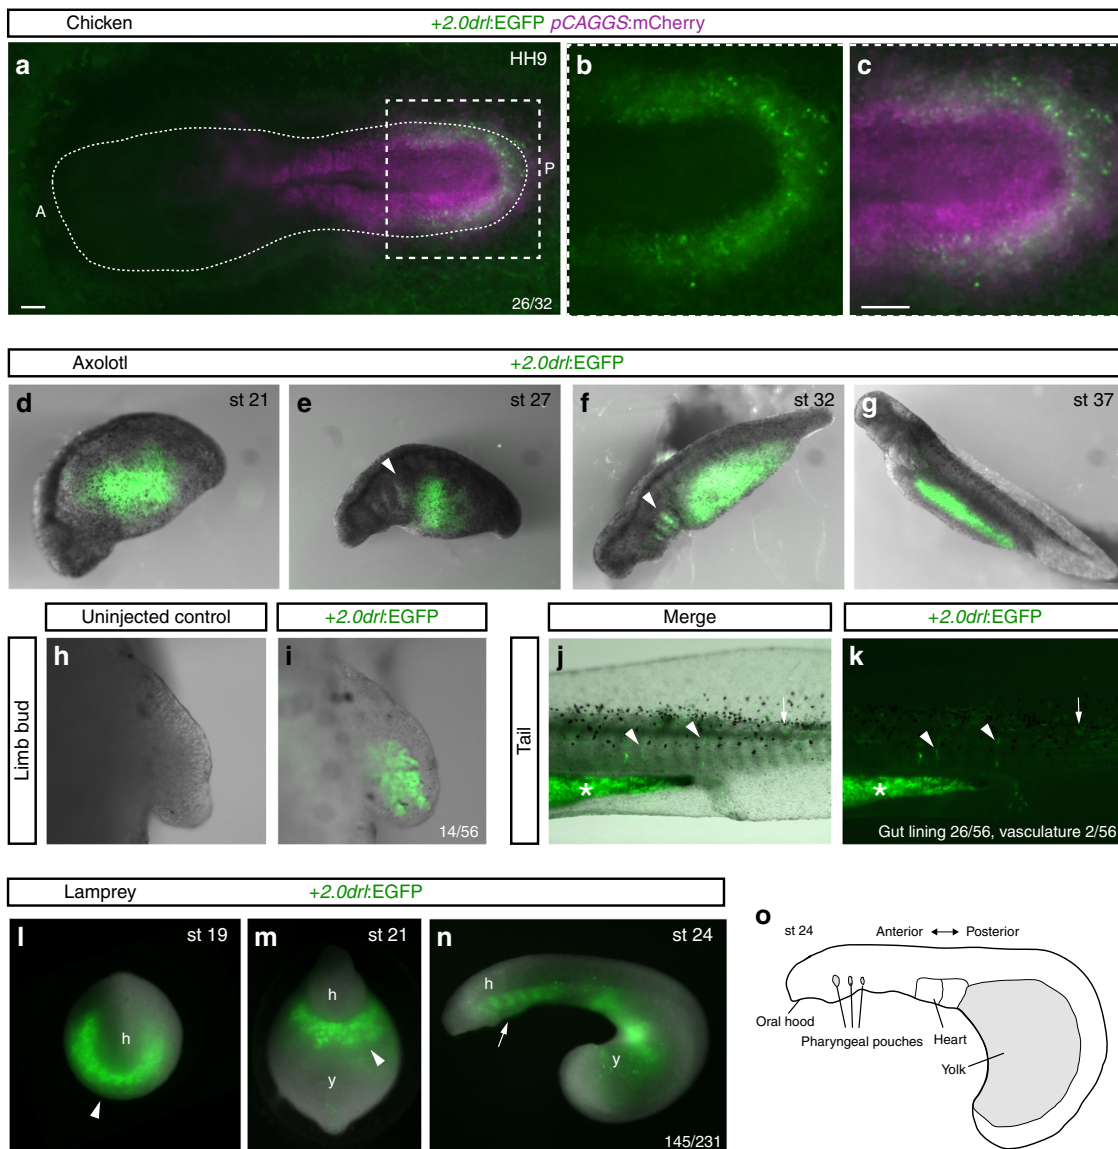 Chicken +2.0drl:EGFP pCAGGS:mCherry
a HH9 A P 26/32
b
c
Axolotl +2.0drl:EGFP
d st 21
e st 27
f st 32
g st 37
Uninjected control +2.0drl:EGFP Merge +2.0drl:EGFP
Limb bud
h
i 14/56
Tail
j *
k *
Gut lining 26/56, vasculature 2/56
Lamprey +2.0drl:EGFP
l st 19 h
m st 21 h y
n st 24 h y 145/231
o st 24 Anterior Posterior
Oral hood
Pharyngeal pouches
Heart
Yolk